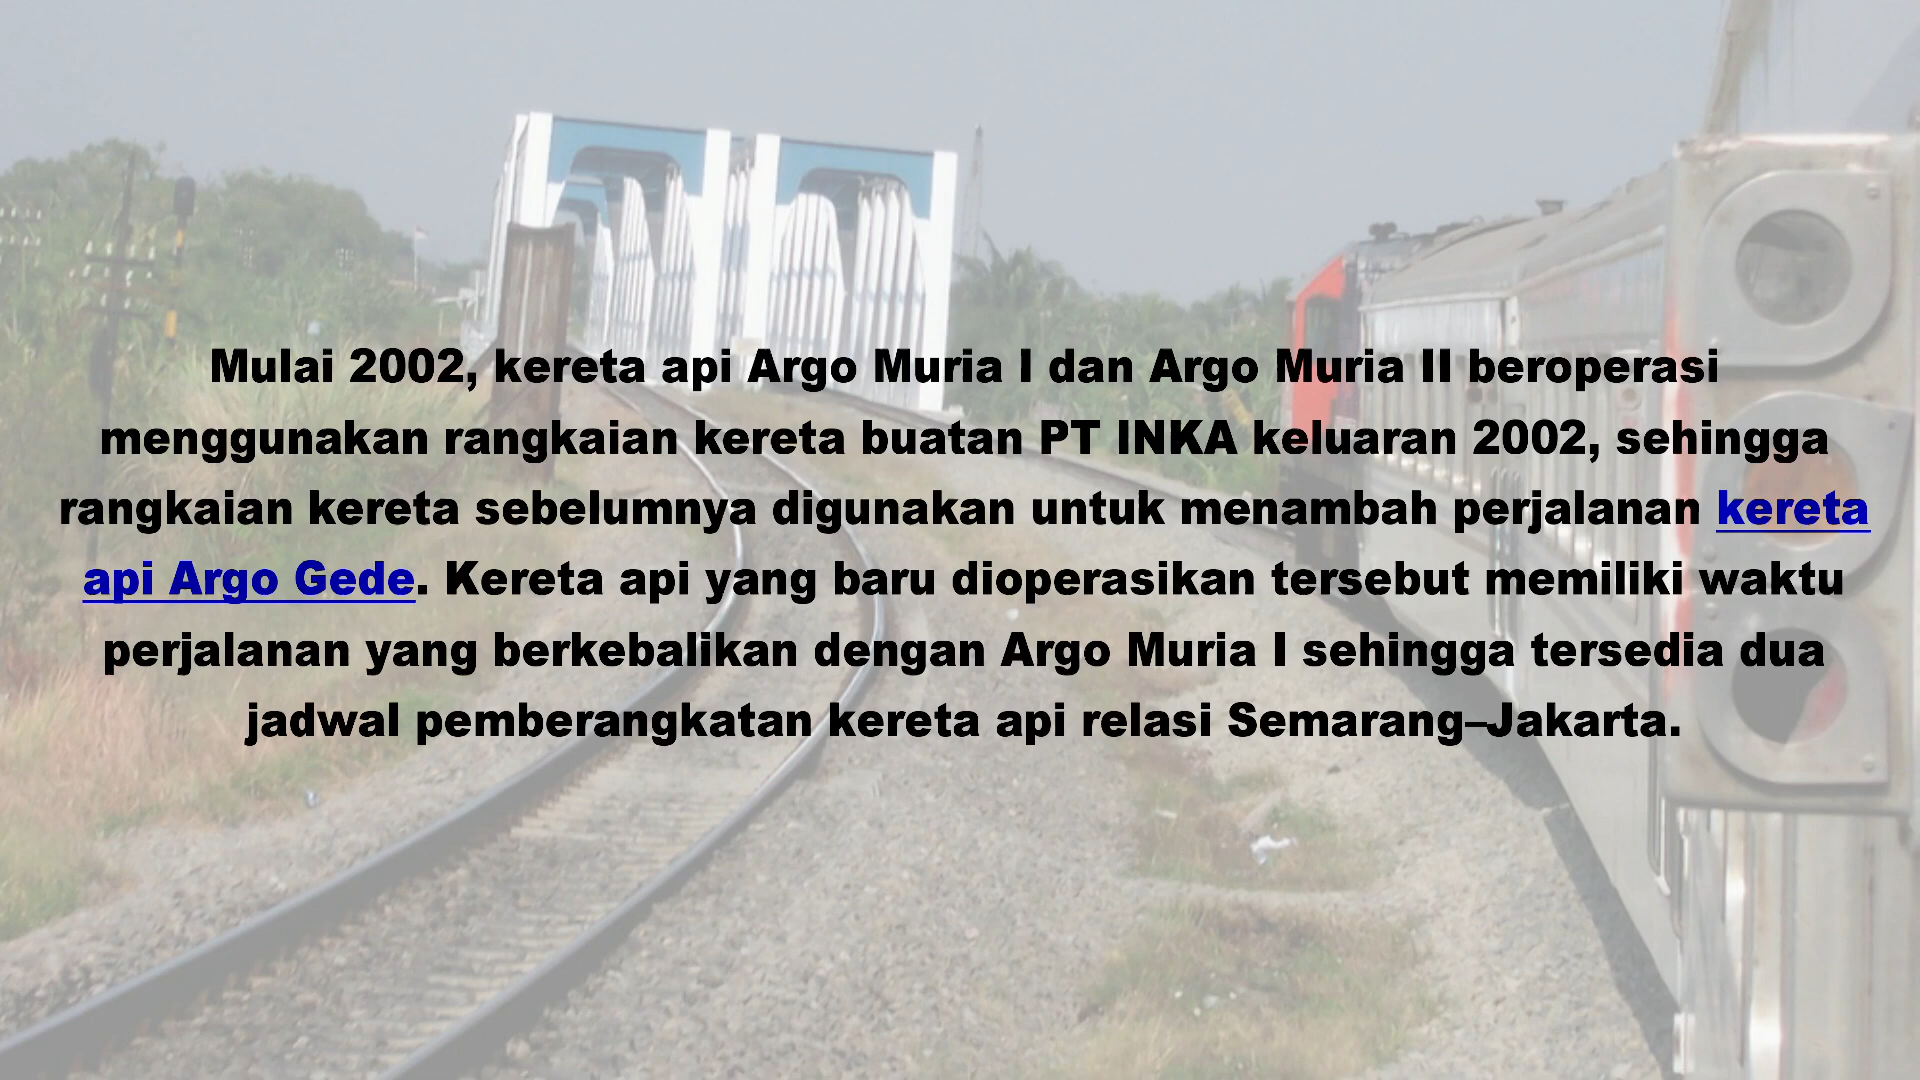 Mulai 2002, kereta api Argo Muria I dan Argo Muria II beroperasi
menggunakan rangkaian kereta buatan PT INKA keluaran 2002, sehingga
rangkaian kereta sebelumnya digunakan untuk menambah perjalanan kereta
api Argo Gede. Kereta api yang baru dioperasikan tersebut memiliki waktu
perjalanan yang berkebalikan dengan Argo Muria I sehingga tersedia dua
jadwal pemberangkatan kereta api relasi Semarang–Jakarta.